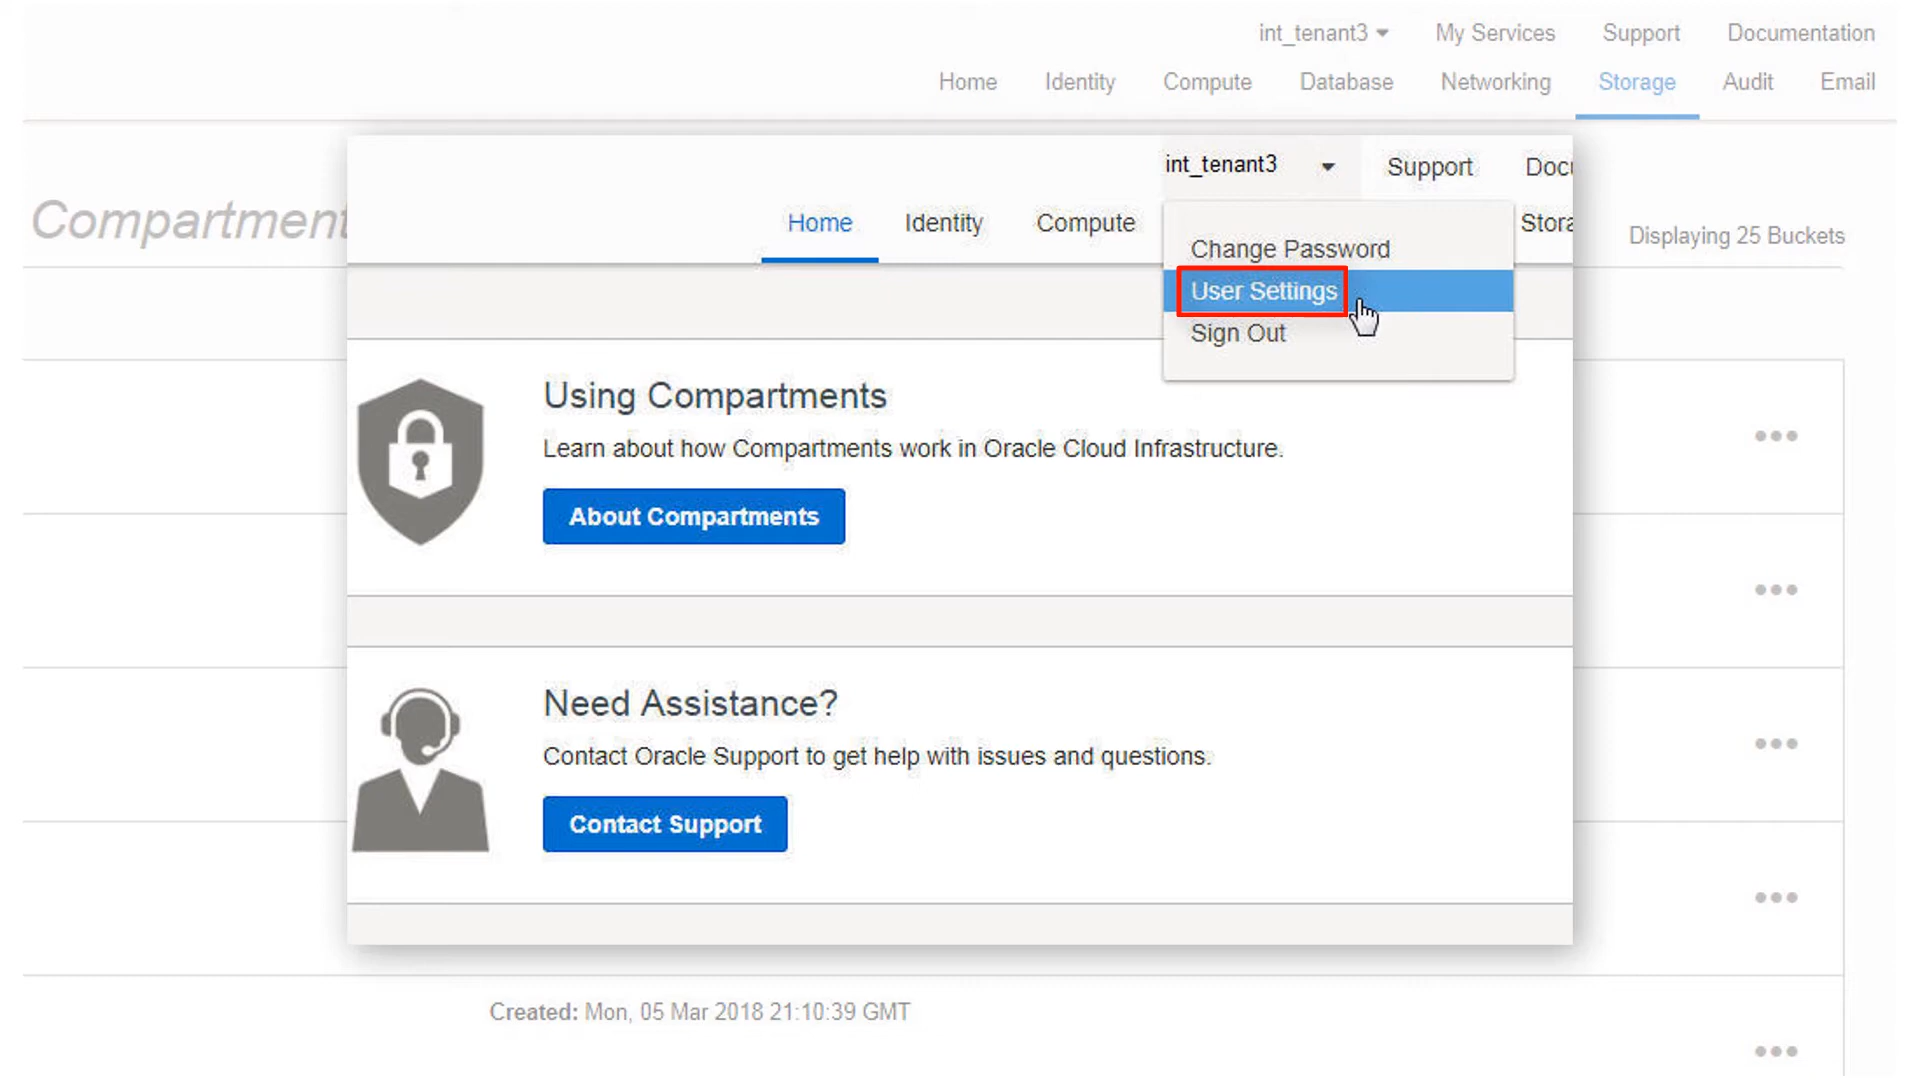 int_tenant3 My Services Support Documentation
Home Identity Compute Database Networking Storage Audit Email
int_tenant3 Support Docu
Home Identity Compute Stora
Compartment
Displaying 25 Buckets
Change Password
User Settings
Sign Out
Using Compartments
Learn about how Compartments work in Oracle Cloud Infrastructure.
About Compartments
Need Assistance?
Contact Oracle Support to get help with issues and questions.
Contact Support
Created: Mon, 05 Mar 2018 21:10:39 GMT